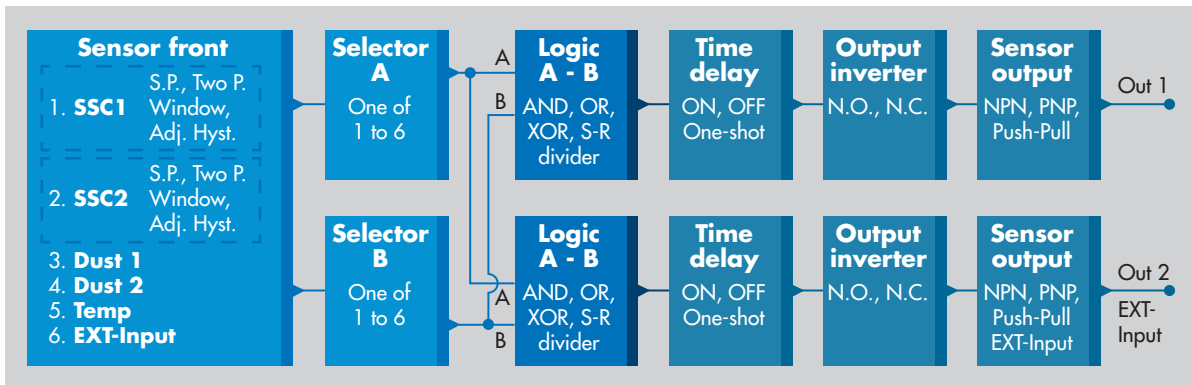 Sensor front
1. SSC1
S.P., Two P.
Window,
Adj. Hyst.
2. SSC2
S.P., Two P.
Window,
Adj. Hyst.
3. Dust 1
4. Dust 2
5. Temp
6. EXT-Input
Selector
A
One of
1 to 6
A
B
Logic
A - B
AND, OR,
XOR, S-R
divider
Time
delay
ON, OFF
One-shot
Output
inverter
N.O., N.C.
Sensor
output
NPN, PNP,
Push-Pull
Out 1
Selector
B
One of
1 to 6
A
B
Logic
A - B
AND, OR,
XOR, S-R
divider
Time
delay
ON, OFF
One-shot
Output
inverter
N.O., N.C.
Sensor
output
NPN, PNP,
Push-Pull
EXT-Input
Out 2
EXT-
Input